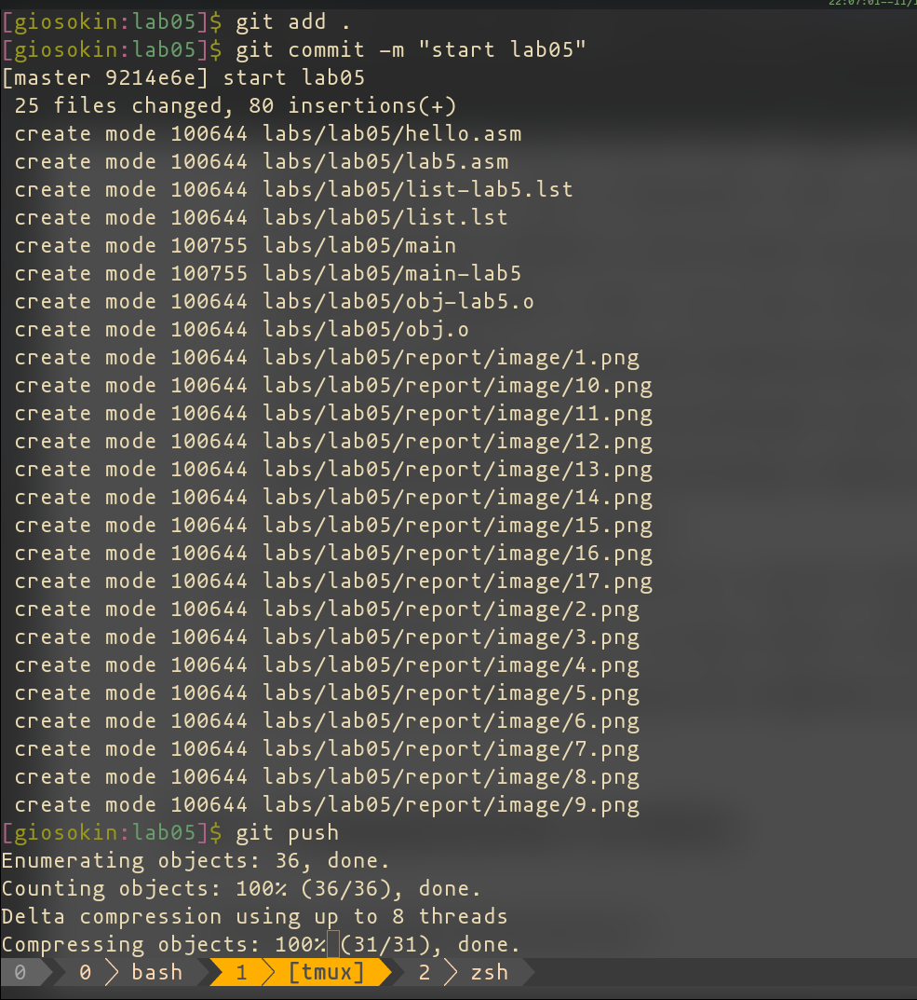 [giosokin:lab05]$ git add .
[giosokin:lab05]$ git commit -m "start lab05"
[master 9214e6e] start lab05
 25 files changed, 80 insertions(+)
 create mode 100644 labs/lab05/hello.asm
 create mode 100644 labs/lab05/lab5.asm
 create mode 100644 labs/lab05/list-lab5.lst
 create mode 100644 labs/lab05/list.lst
 create mode 100755 labs/lab05/main
 create mode 100755 labs/lab05/main-lab5
 create mode 100644 labs/lab05/obj-lab5.o
 create mode 100644 labs/lab05/obj.o
 create mode 100644 labs/lab05/report/image/1.png
 create mode 100644 labs/lab05/report/image/10.png
 create mode 100644 labs/lab05/report/image/11.png
 create mode 100644 labs/lab05/report/image/12.png
 create mode 100644 labs/lab05/report/image/13.png
 create mode 100644 labs/lab05/report/image/14.png
 create mode 100644 labs/lab05/report/image/15.png
 create mode 100644 labs/lab05/report/image/16.png
 create mode 100644 labs/lab05/report/image/17.png
 create mode 100644 labs/lab05/report/image/2.png
 create mode 100644 labs/lab05/report/image/3.png
 create mode 100644 labs/lab05/report/image/4.png
 create mode 100644 labs/lab05/report/image/5.png
 create mode 100644 labs/lab05/report/image/6.png
 create mode 100644 labs/lab05/report/image/7.png
 create mode 100644 labs/lab05/report/image/8.png
 create mode 100644 labs/lab05/report/image/9.png
[giosokin:lab05]$ git push
Enumerating objects: 36, done.
Counting objects: 100% (36/36), done.
Delta compression using up to 8 threads
Compressing objects: 100% (31/31), done.
0 0 bash 1 [tmux] 2 zsh